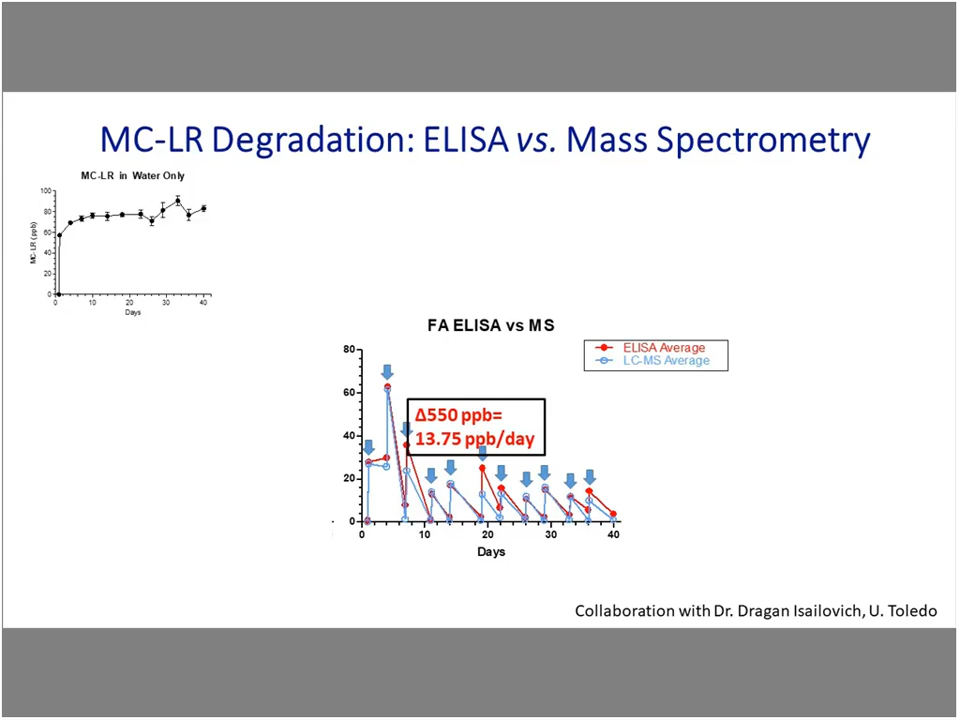 MC-LR Degradation: ELISA vs. Mass Spectrometry
MC-LR in Water Only
MC-LR (ppb)
100
80
60
40
20
0
0 10 20 30 40
Days
FA ELISA vs MS
ELISA Average
LC-MS Average
80
60
40
20
0
Δ550 ppb=
13.75 ppb/day
0 10 20 30 40
Days
Collaboration with Dr. Dragan Isailovich, U. Toledo